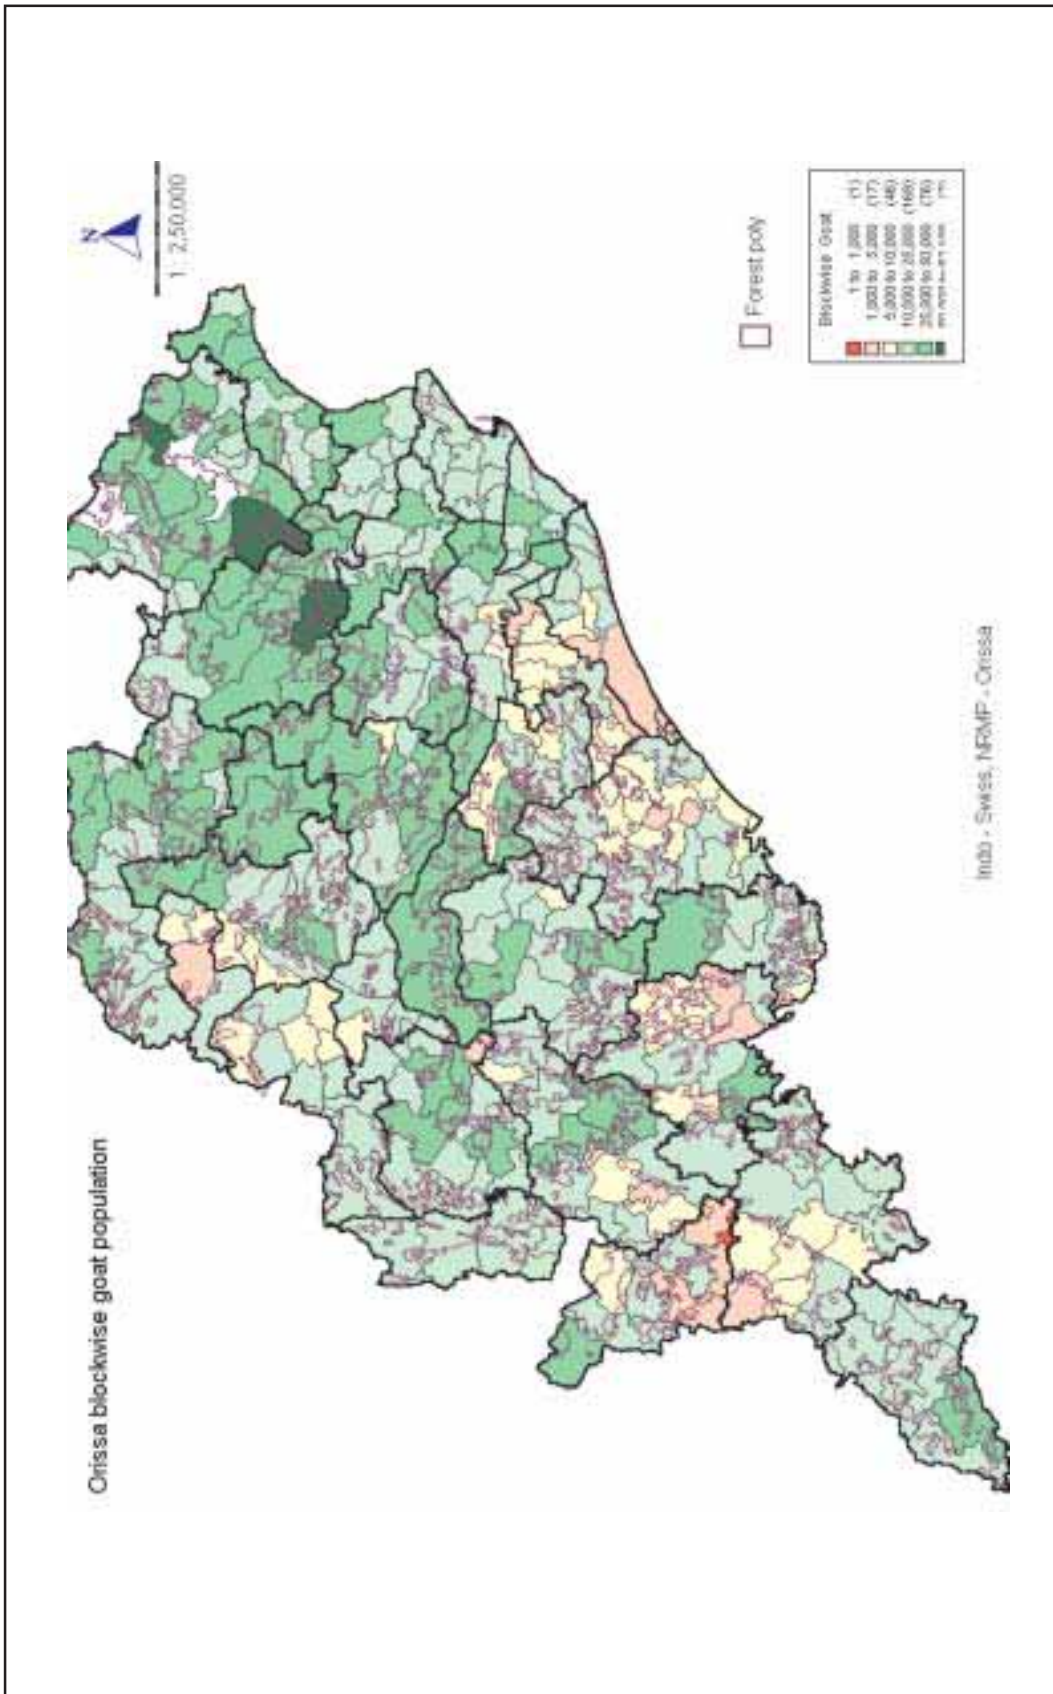 Orissa blockwise goat population
N
1 : 2,50,000
Forest poly
Blockwise Goat
1 to 1,000 (1)
1,000 to 5,000 (17)
5,000 to 10,000 (46)
10,000 to 25,000
25,000 to 50,000 (76)
Indo - Swiss, NRMP - Orissa